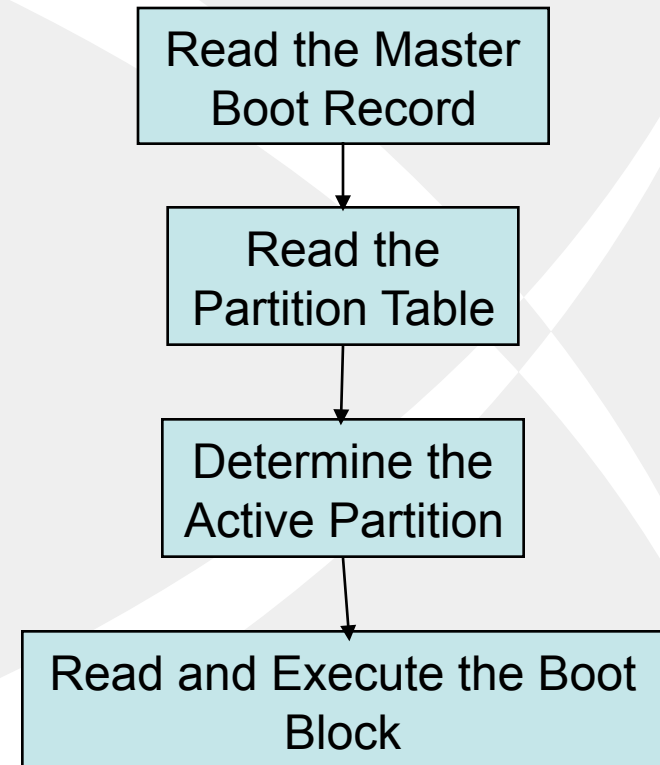 Read the Master
Boot Record
Read the
Partition Table
Determine the
Active Partition
Read and Execute the Boot
Block